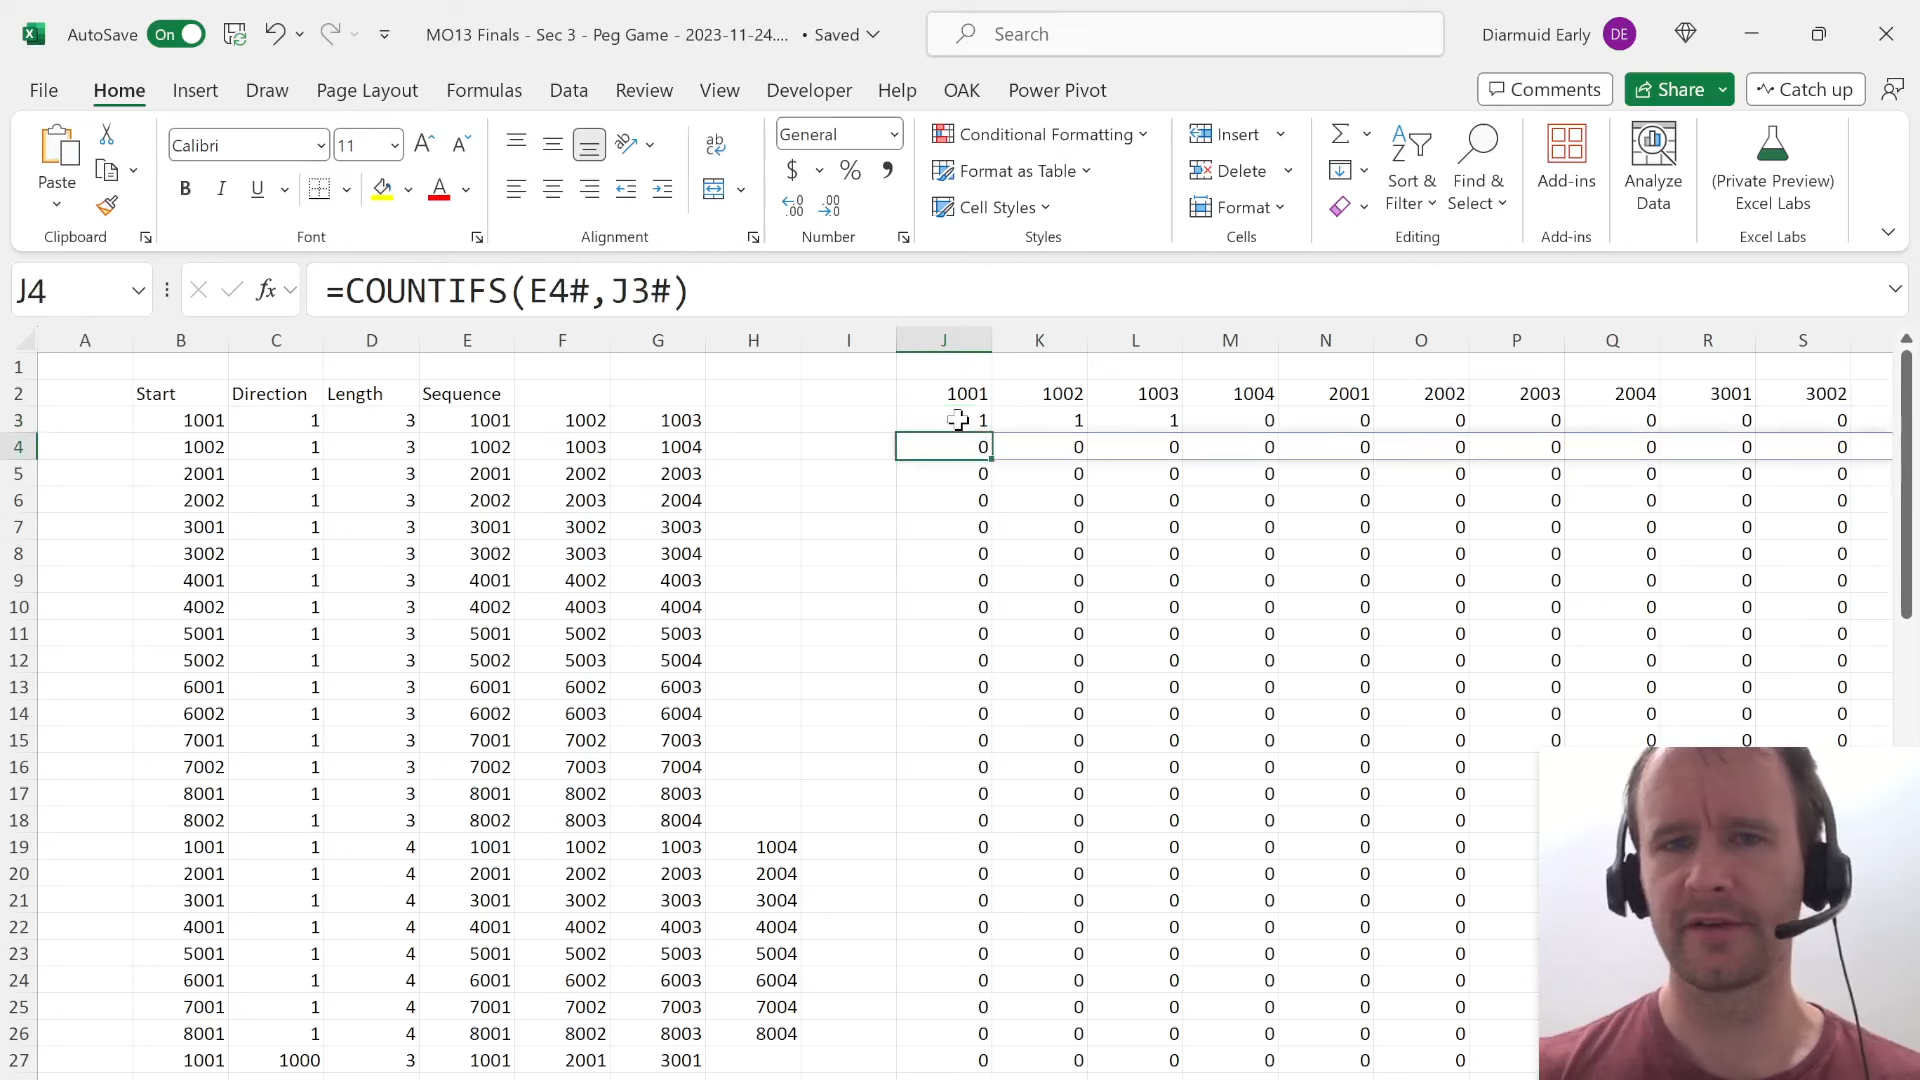 AutoSave On MO13 Finals - Sec 3 - Peg Game - 2023-11-24.... • Saved Search Diarmuid Early DE
File Home Insert Draw Page Layout Formulas Data Review View Developer Help OAK Power Pivot Comments Share Catch up
Paste Calibri 11 General Conditional Formatting Format as Table Cell Styles Insert Delete Format Sort & Filter Find & Select Add-ins Analyze Data (Private Preview) Excel Labs
Clipboard Font Alignment Number Styles Cells Editing Add-ins Excel Labs
J4 fx =COUNTIFS(E4#,J3#)
A B C D E F G H I J K L M N O P Q R S
1
2 Start Direction Length Sequence 1001 1002 1003 1004 2001 2002 2003 2004 3001 3002
3 1001 1 3 1001 1002 1003 1 1 1 0 0 0 0 0 0 0
4 1002 1 3 1002 1003 1004 0 0 0 0 0 0 0 0 0 0
5 2001 1 3 2001 2002 2003 0 0 0 0 0 0 0 0 0 0
6 2002 1 3 2002 2003 2004 0 0 0 0 0 0 0 0 0 0
7 3001 1 3 3001 3002 3003 0 0 0 0 0 0 0 0 0 0
8 3002 1 3 3002 3003 3004 0 0 0 0 0 0 0 0 0 0
9 4001 1 3 4001 4002 4003 0 0 0 0 0 0 0 0 0 0
10 4002 1 3 4002 4003 4004 0 0 0 0 0 0 0 0 0 0
11 5001 1 3 5001 5002 5003 0 0 0 0 0 0 0 0 0 0
12 5002 1 3 5002 5003 5004 0 0 0 0 0 0 0 0 0 0
13 6001 1 3 6001 6002 6003 0 0 0 0 0 0 0 0 0 0
14 6002 1 3 6002 6003 6004 0 0 0 0 0 0 0 0 0 0
15 7001 1 3 7001 7002 7003 0 0 0 0 0 0 0 0 0 0
16 7002 1 3 7002 7003 7004 0 0 0 0 0 0
17 8001 1 3 8001 8002 8003 0 0 0 0 0 0
18 8002 1 3 8002 8003 8004 0 0 0 0 0 0
19 1001 1 4 1001 1002 1003 1004 0 0 0 0 0 0
20 2001 1 4 2001 2002 2003 2004 0 0 0 0 0 0
21 3001 1 4 3001 3002 3003 3004 0 0 0 0 0 0
22 4001 1 4 4001 4002 4003 4004 0 0 0 0 0 0
23 5001 1 4 5001 5002 5003 5004 0 0 0 0 0 0
24 6001 1 4 6001 6002 6003 6004 0 0 0 0 0 0
25 7001 1 4 7001 7002 7003 7004 0 0 0 0 0 0
26 8001 1 4 8001 8002 8003 8004 0 0 0 0 0 0
27 1001 1000 3 1001 2001 3001 0 0 0 0 0 0